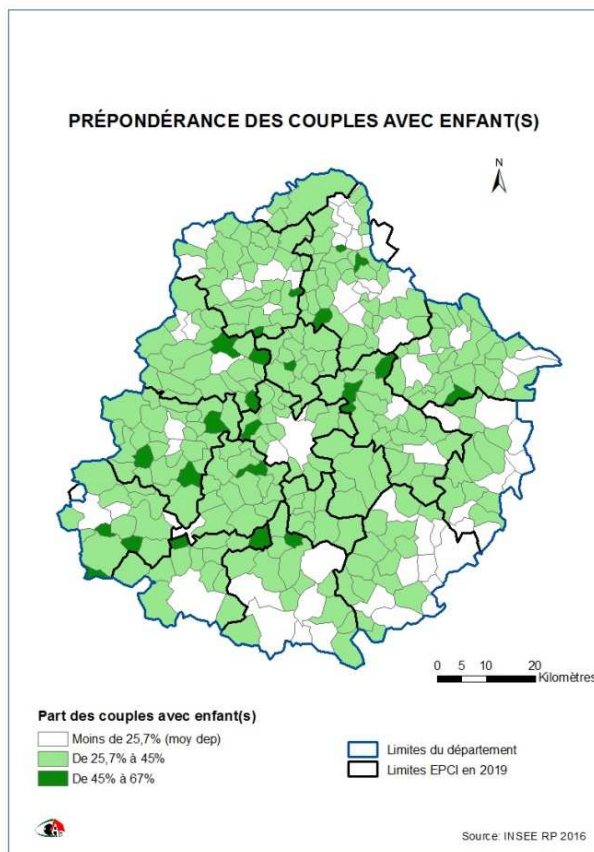 PRÉPONDÉRANCE DES COUPLES AVEC ENFANT(S)
N
0 5 10 20
Kilomètres
Part des couples avec enfant(s)
Moins de 25,7% (moy dep)
De 25,7% à 45%
De 45% à 67%
Limites du département
Limites EPCI en 2019
Source: INSEE RP 2016